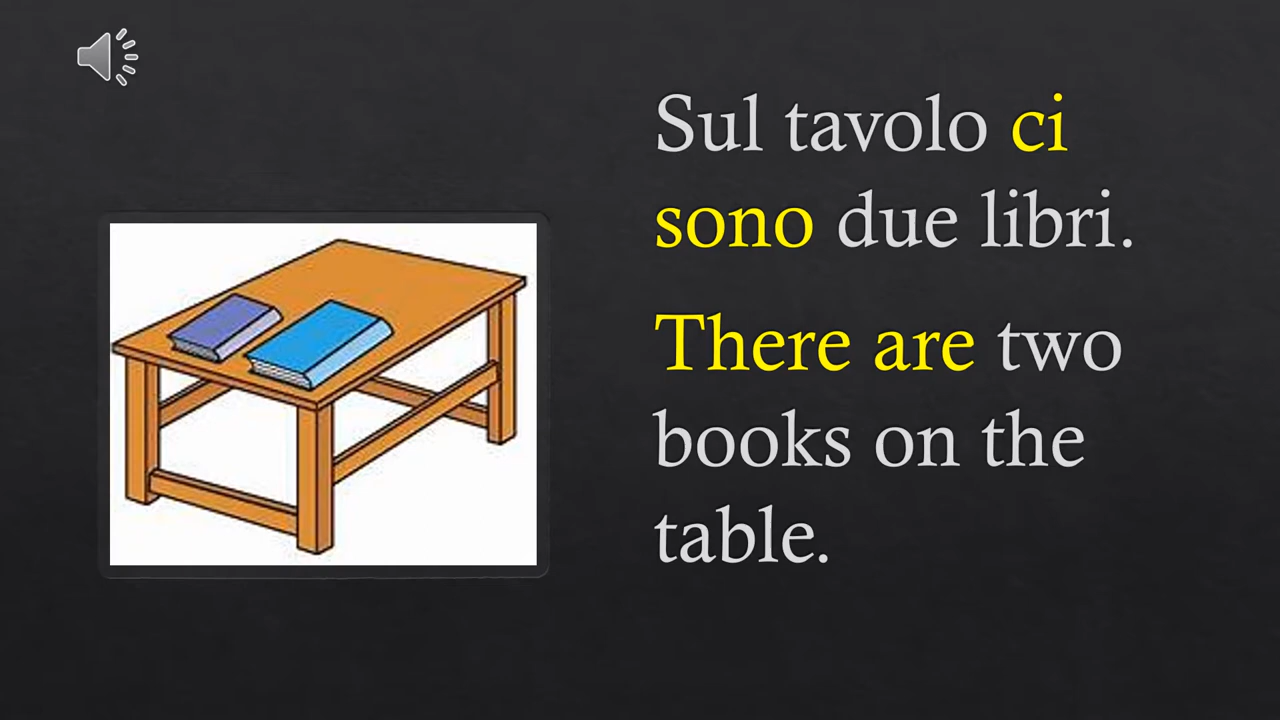 Sul tavolo ci
sono due libri.
There are two
books on the
table.